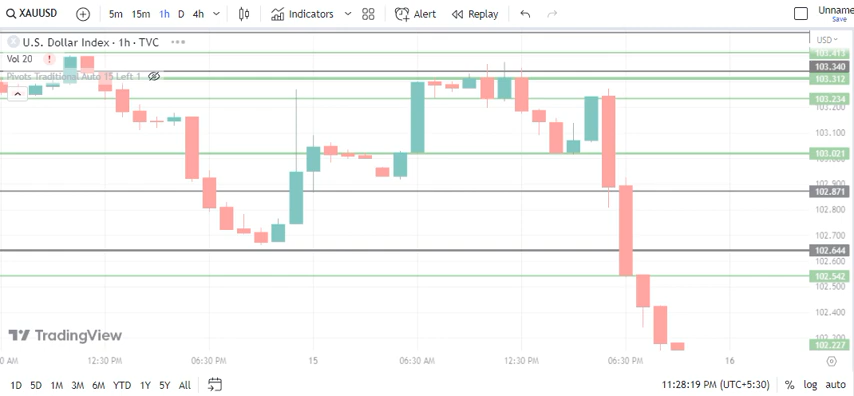 XAUUSD 5m 15m 1h D 4h Indicators Alert Replay Unname
Save
U.S. Dollar Index · 1h · TVC
USD
Vol 20 !
Pivots Traditional Auto 15 Left 1
103.413
103.340
103.312
103.234
103.200
103.100
103.021
102.900
102.871
102.800
102.700
102.644
102.600
102.542
102.500
102.400
102.300
102.227
TradingView
0 AM 12:30 PM 06:30 PM 15 06:30 AM 12:30 PM 06:30 PM 16
1D 5D 1M 3M 6M YTD 1Y 5Y All 11:28:19 PM (UTC+5:30) % log auto